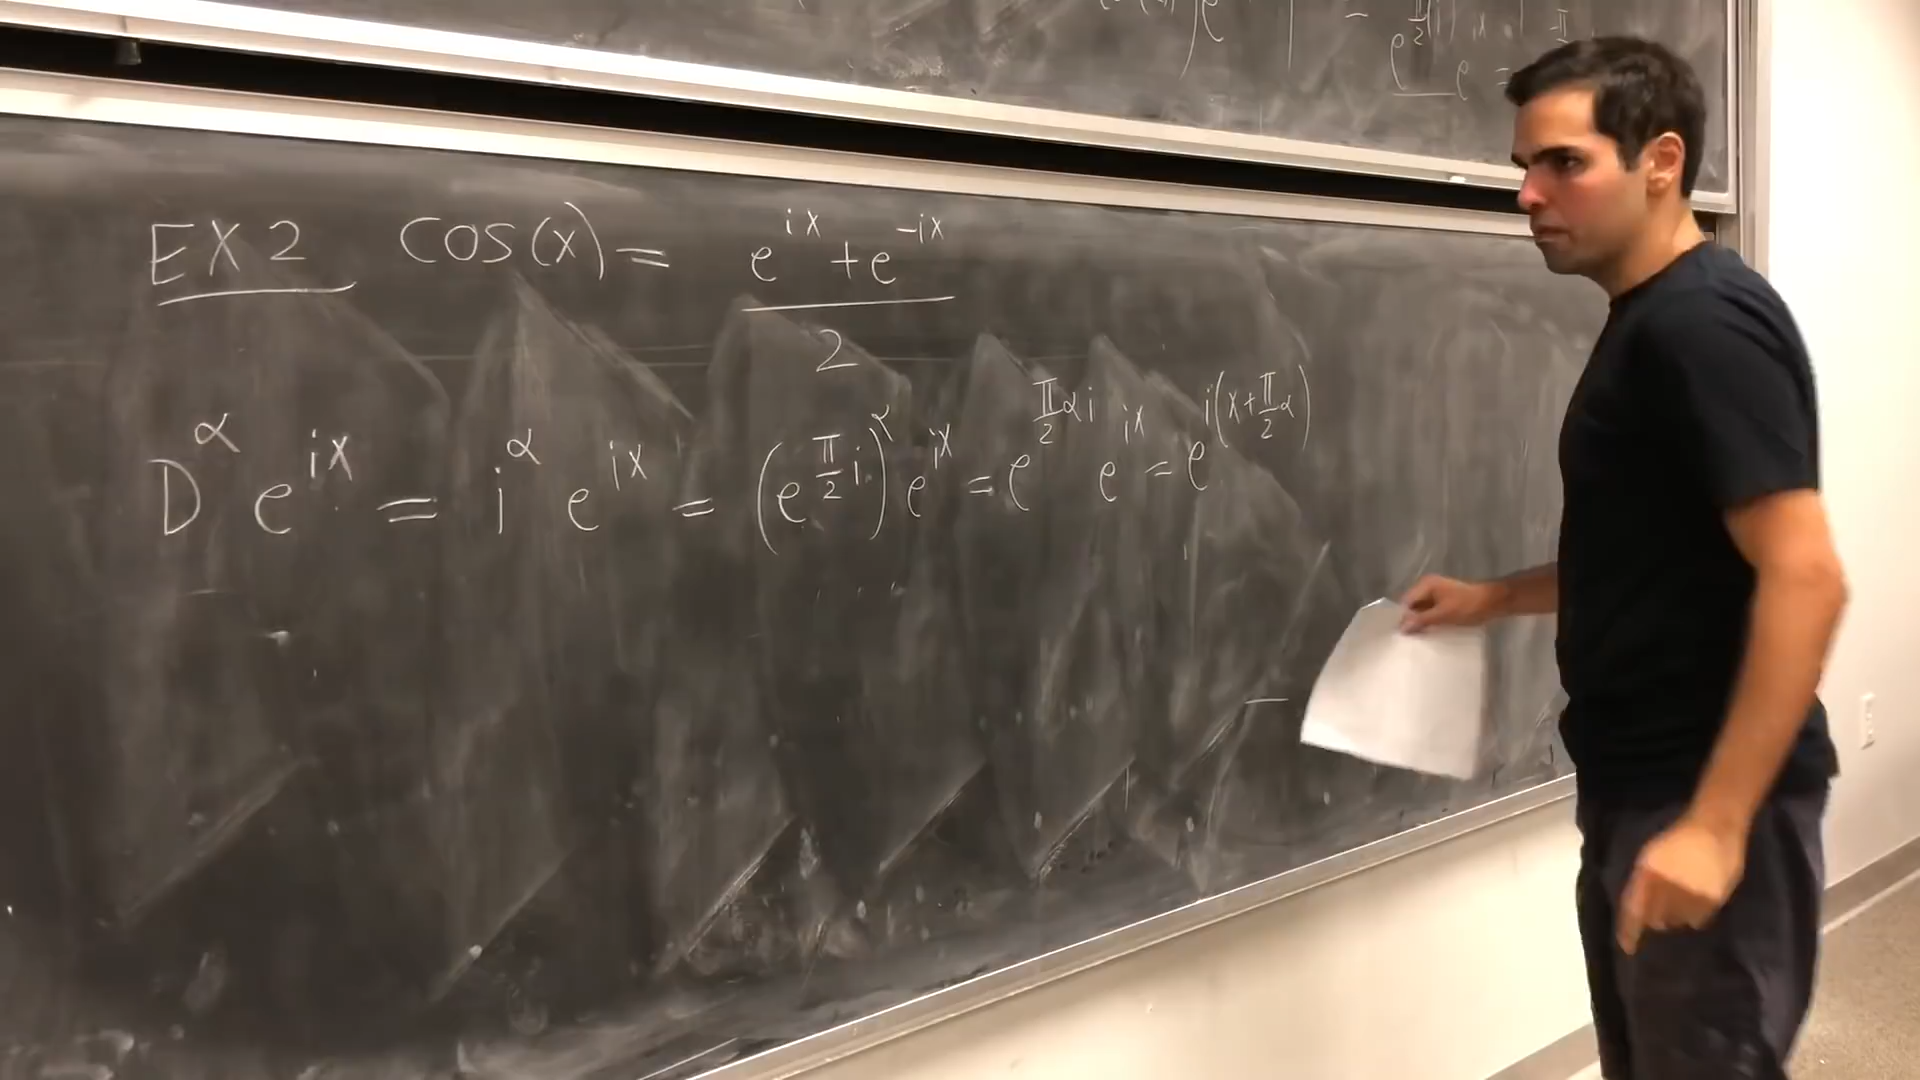 EX 2 cos(x) = (e^{ix} + e^{-ix}) / 2
D^α e^{ix} = i^α e^{ix} = (e^{π/2 i})^α e^{ix} = e^{π/2 α i} e^{ix} = e^{i(x + π/2 α)}